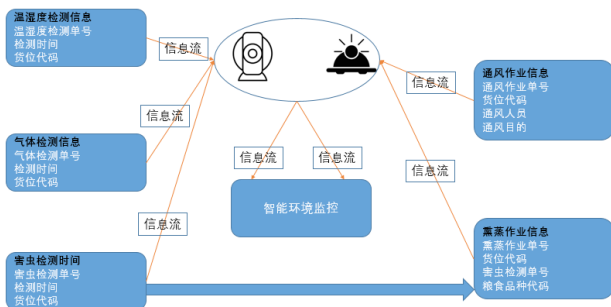 温湿度检测信息
温湿度检测单号
检测时间
货位代码
信息流
信息流
通风作业信息
通风作业单号
货位代码
通风人员
通风目的
气体检测信息
气体检测单号
检测时间
货位代码
信息流
信息流
信息流
信息流
智能环境监控
信息流
害虫检测时间
害虫检测单号
检测时间
货位代码
熏蒸作业信息
熏蒸作业单号
货位代码
害虫检测单号
粮食品种代码